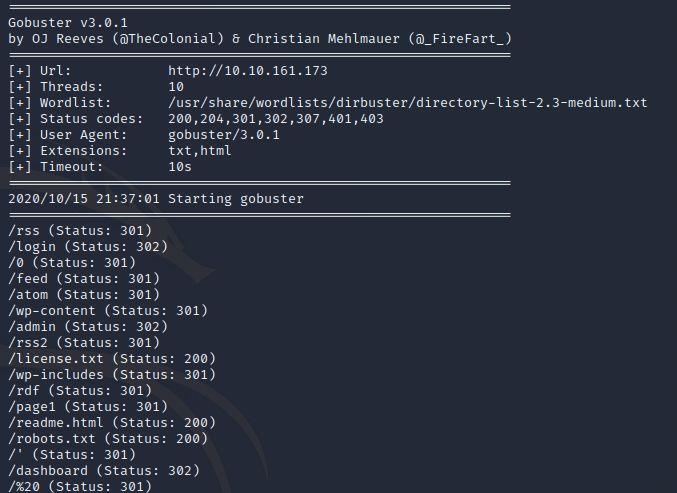 ===============================================================
Gobuster v3.0.1
by OJ Reeves (@TheColonial) & Christian Mehlmauer (@_FireFart_)
===============================================================
[+] Url:            http://10.10.161.173
[+] Threads:        10
[+] Wordlist:       /usr/share/wordlists/dirbuster/directory-list-2.3-medium.txt
[+] Status codes:   200,204,301,302,307,401,403
[+] User Agent:     gobuster/3.0.1
[+] Extensions:     txt,html
[+] Timeout:        10s
===============================================================
2020/10/15 21:37:01 Starting gobuster
===============================================================
/rss (Status: 301)
/login (Status: 302)
/0 (Status: 301)
/feed (Status: 301)
/atom (Status: 301)
/wp-content (Status: 301)
/admin (Status: 302)
/rss2 (Status: 301)
/license.txt (Status: 200)
/wp-includes (Status: 301)
/rdf (Status: 301)
/page1 (Status: 301)
/readme.html (Status: 200)
/robots.txt (Status: 200)
/' (Status: 301)
/dashboard (Status: 302)
/%20 (Status: 301)